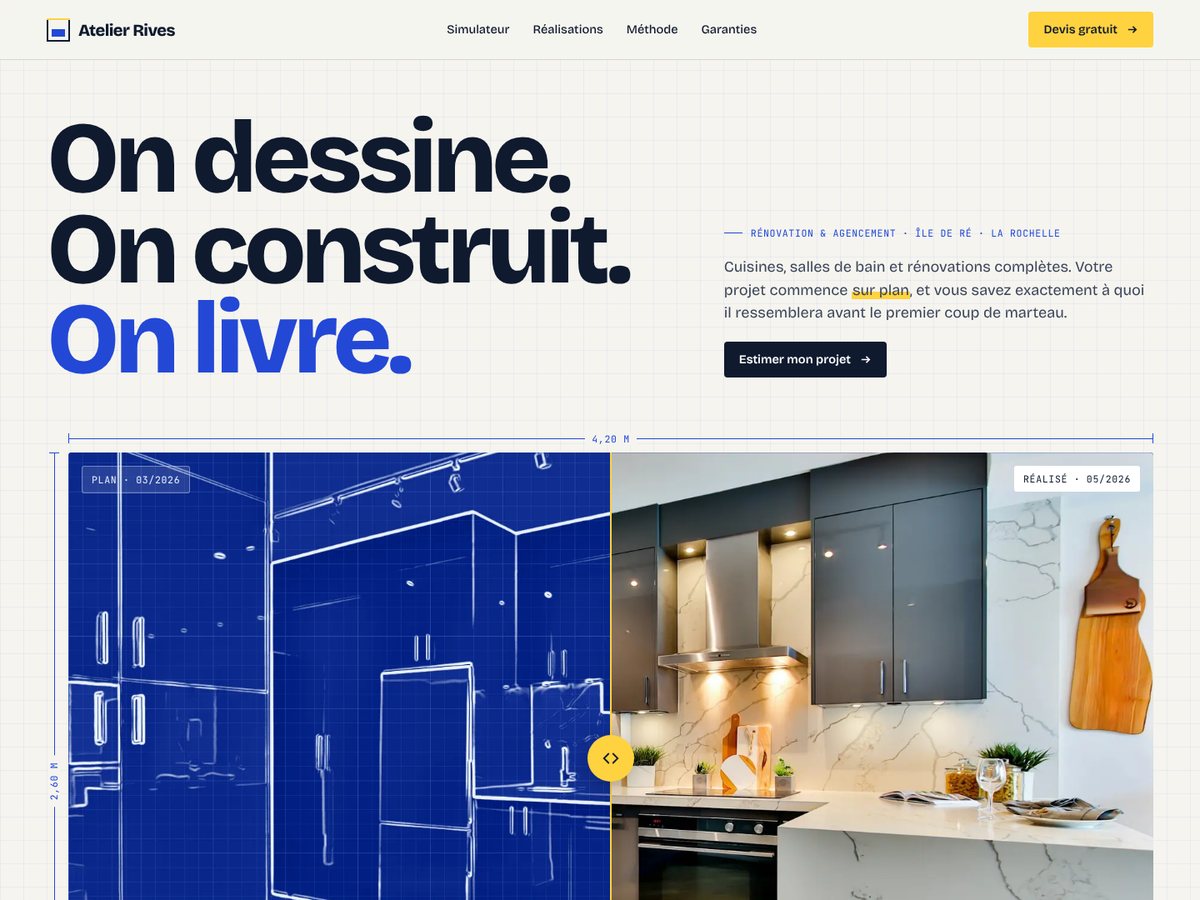 Atelier Rives
Simulateur
Réalisations
Méthode
Garanties
Devis gratuit
On dessine.
On construit.
On livre.
RÉNOVATION & AGENCEMENT · ÎLE DE RÉ · LA ROCHELLE
Cuisines, salles de bain et rénovations complètes. Votre
projet commence sur plan, et vous savez exactement à quoi
il ressemblera avant le premier coup de marteau.
Estimer mon projet
4,20 M
PLAN · 03/2026
RÉALISÉ · 05/2026
2,60 M